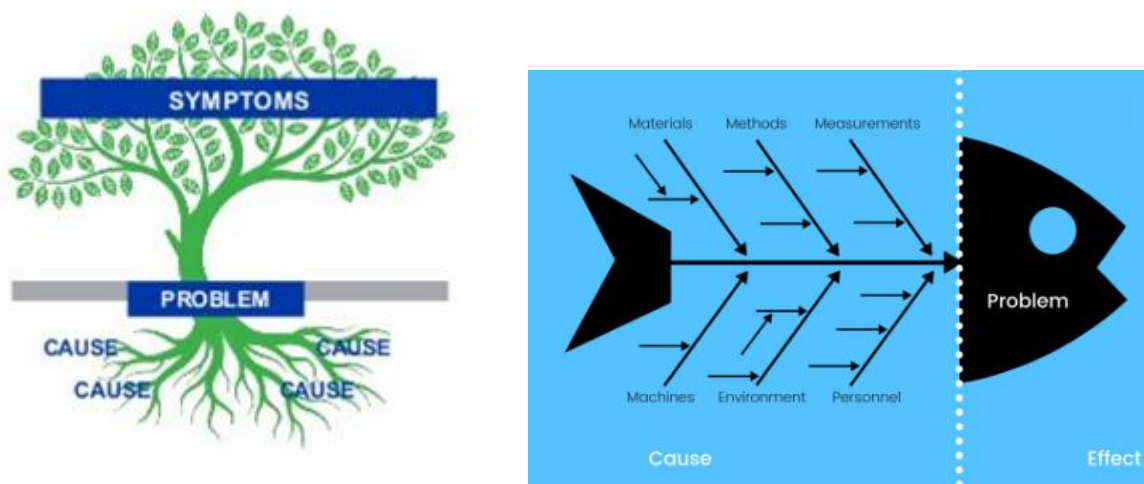 SYMPTOMS
PROBLEM
CAUSE
CAUSE
CAUSE
CAUSE
Materials
Methods
Measurements
Problem
Machines
Environment
Personnel
Cause
Effect